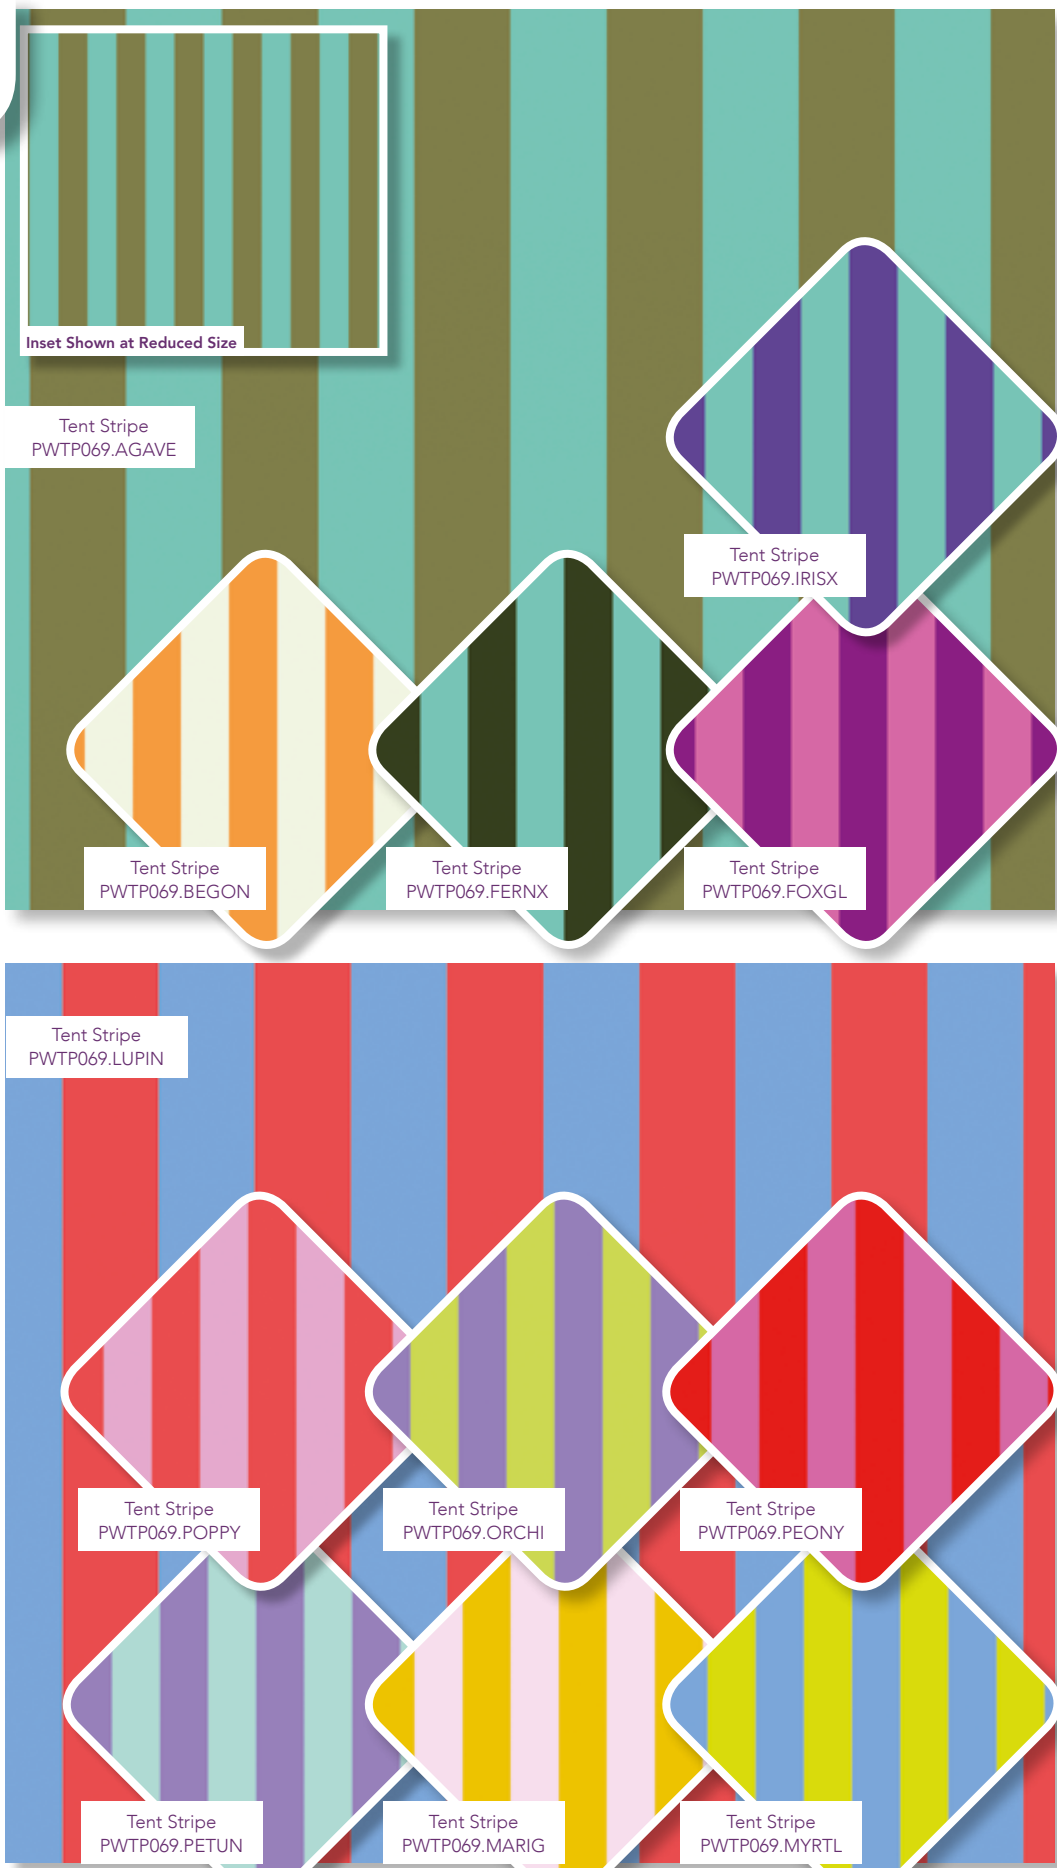 Inset Shown at Reduced Size
Tent Stripe
PWTP069.AGAVE
Tent Stripe
PWTP069.IRISX
Tent Stripe
PWTP069.BEGON
Tent Stripe
PWTP069.FERNX
Tent Stripe
PWTP069.FOXGL
Tent Stripe
PWTP069.LUPIN
Tent Stripe
PWTP069.POPPY
Tent Stripe
PWTP069.ORCHI
Tent Stripe
PWTP069.PEONY
Tent Stripe
PWTP069.PETUN
Tent Stripe
PWTP069.MARIG
Tent Stripe
PWTP069.MYRTL